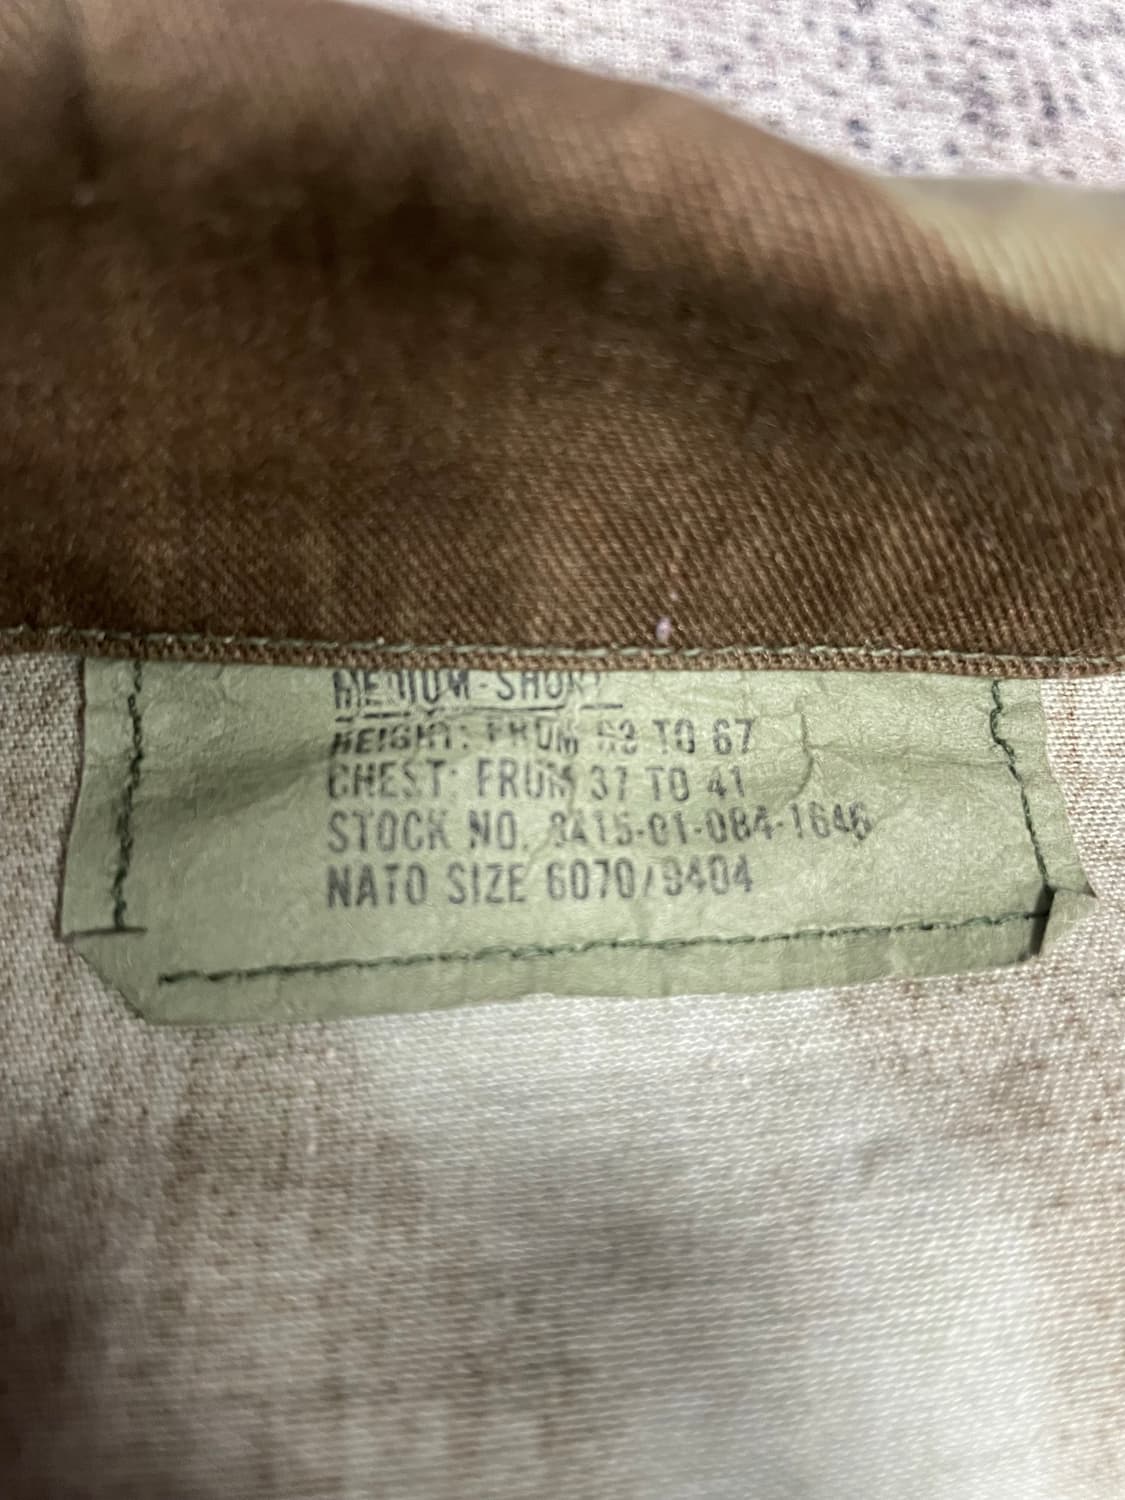 MEDIUM-SHORT
HEIGHT: FROM 63 TO 67
CHEST: FROM 37 TO 41
STOCK NO. 8415-01-084-1646
NATO SIZE 6070/9404